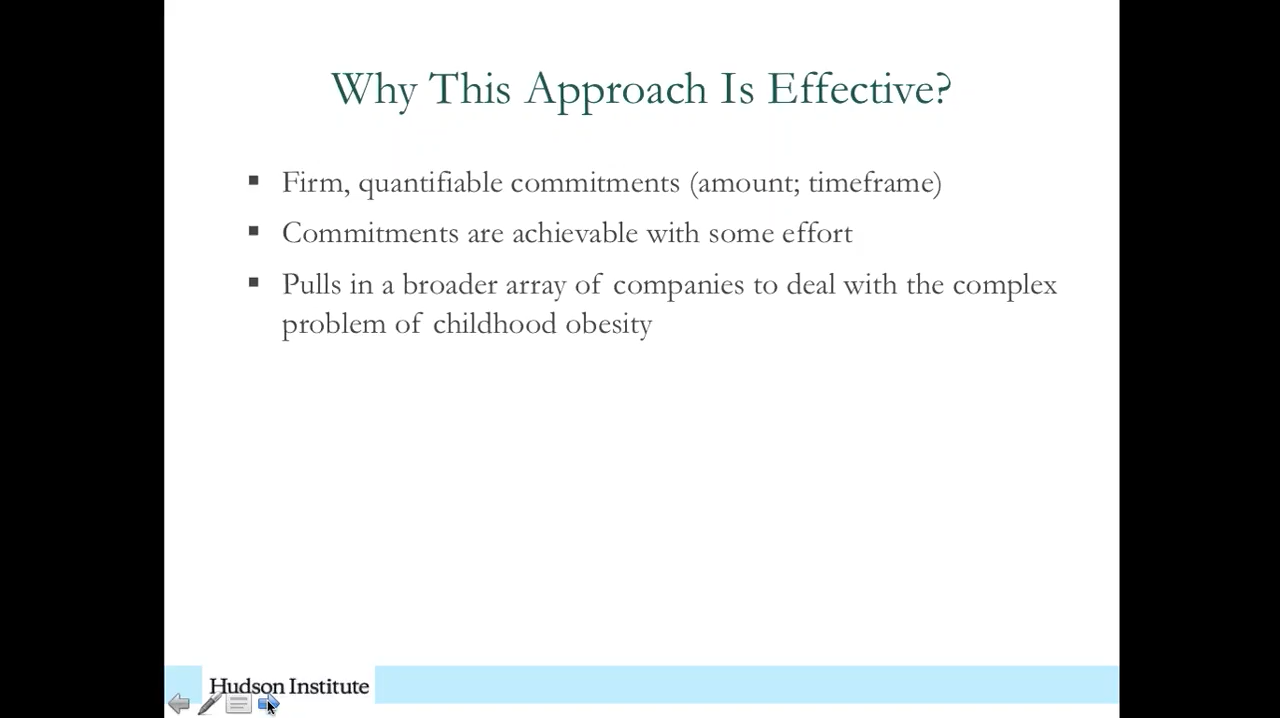 Why This Approach Is Effective?
▪ Firm, quantifiable commitments (amount; timeframe)
▪ Commitments are achievable with some effort
▪ Pulls in a broader array of companies to deal with the complex
problem of childhood obesity
Hudson Institute